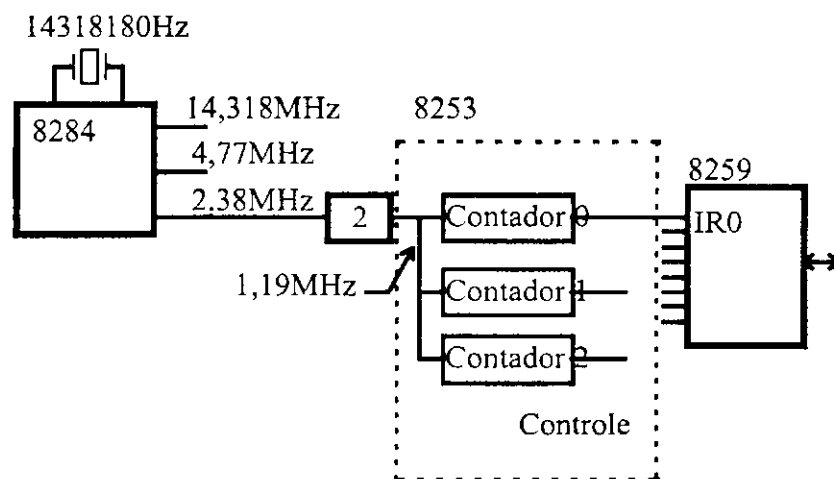 14318180Hz
8284
14,318MHz
4,77MHz
2.38MHz
2
1,19MHz
8253
Contador 0
Contador 1
Contador 2
Controle
8259
IR0